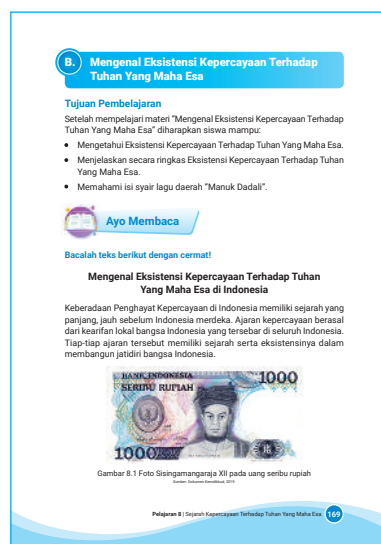 B. Mengenal Eksistensi Kepercayaan Terhadap
Tuhan Yang Maha Esa
Tujuan Pembelajaran
Setelah mempelajari materi "Mengenal Eksistensi Kepercayaan Terhadap
Tuhan Yang Maha Esa" diharapkan siswa mampu:
• Mengetahui Eksistensi Kepercayaan Terhadap Tuhan Yang Maha Esa.
• Menjelaskan secara ringkas Eksistensi Kepercayaan Terhadap Tuhan
Yang Maha Esa.
• Memahami isi syair lagu daerah "Manuk Dadali".
Ayo Membaca
Bacalah teks berikut dengan cermat!
Mengenal Eksistensi Kepercayaan Terhadap Tuhan
Yang Maha Esa di Indonesia
Keberadaan Penghayat Kepercayaan di Indonesia memiliki sejarah yang
panjang, jauh sebelum Indonesia merdeka. Ajaran kepercayaan berasal
dari kearifan lokal bangsa Indonesia yang tersebar di seluruh Indonesia.
Tiap-tiap ajaran tersebut memiliki sejarah serta eksistensinya dalam
membangun jatidiri bangsa Indonesia.
BANK INDONESIA
SERIBU RUPIAH
1000
1000
Gambar 8.1 Foto Sisingamangaraja XII pada uang seribu rupiah
Sumber: Dokumen Kemdikbud, 2019
Pelajaran 8 | Sejarah Kepercayaan Terhadap Tuhan Yang Maha Esa 169